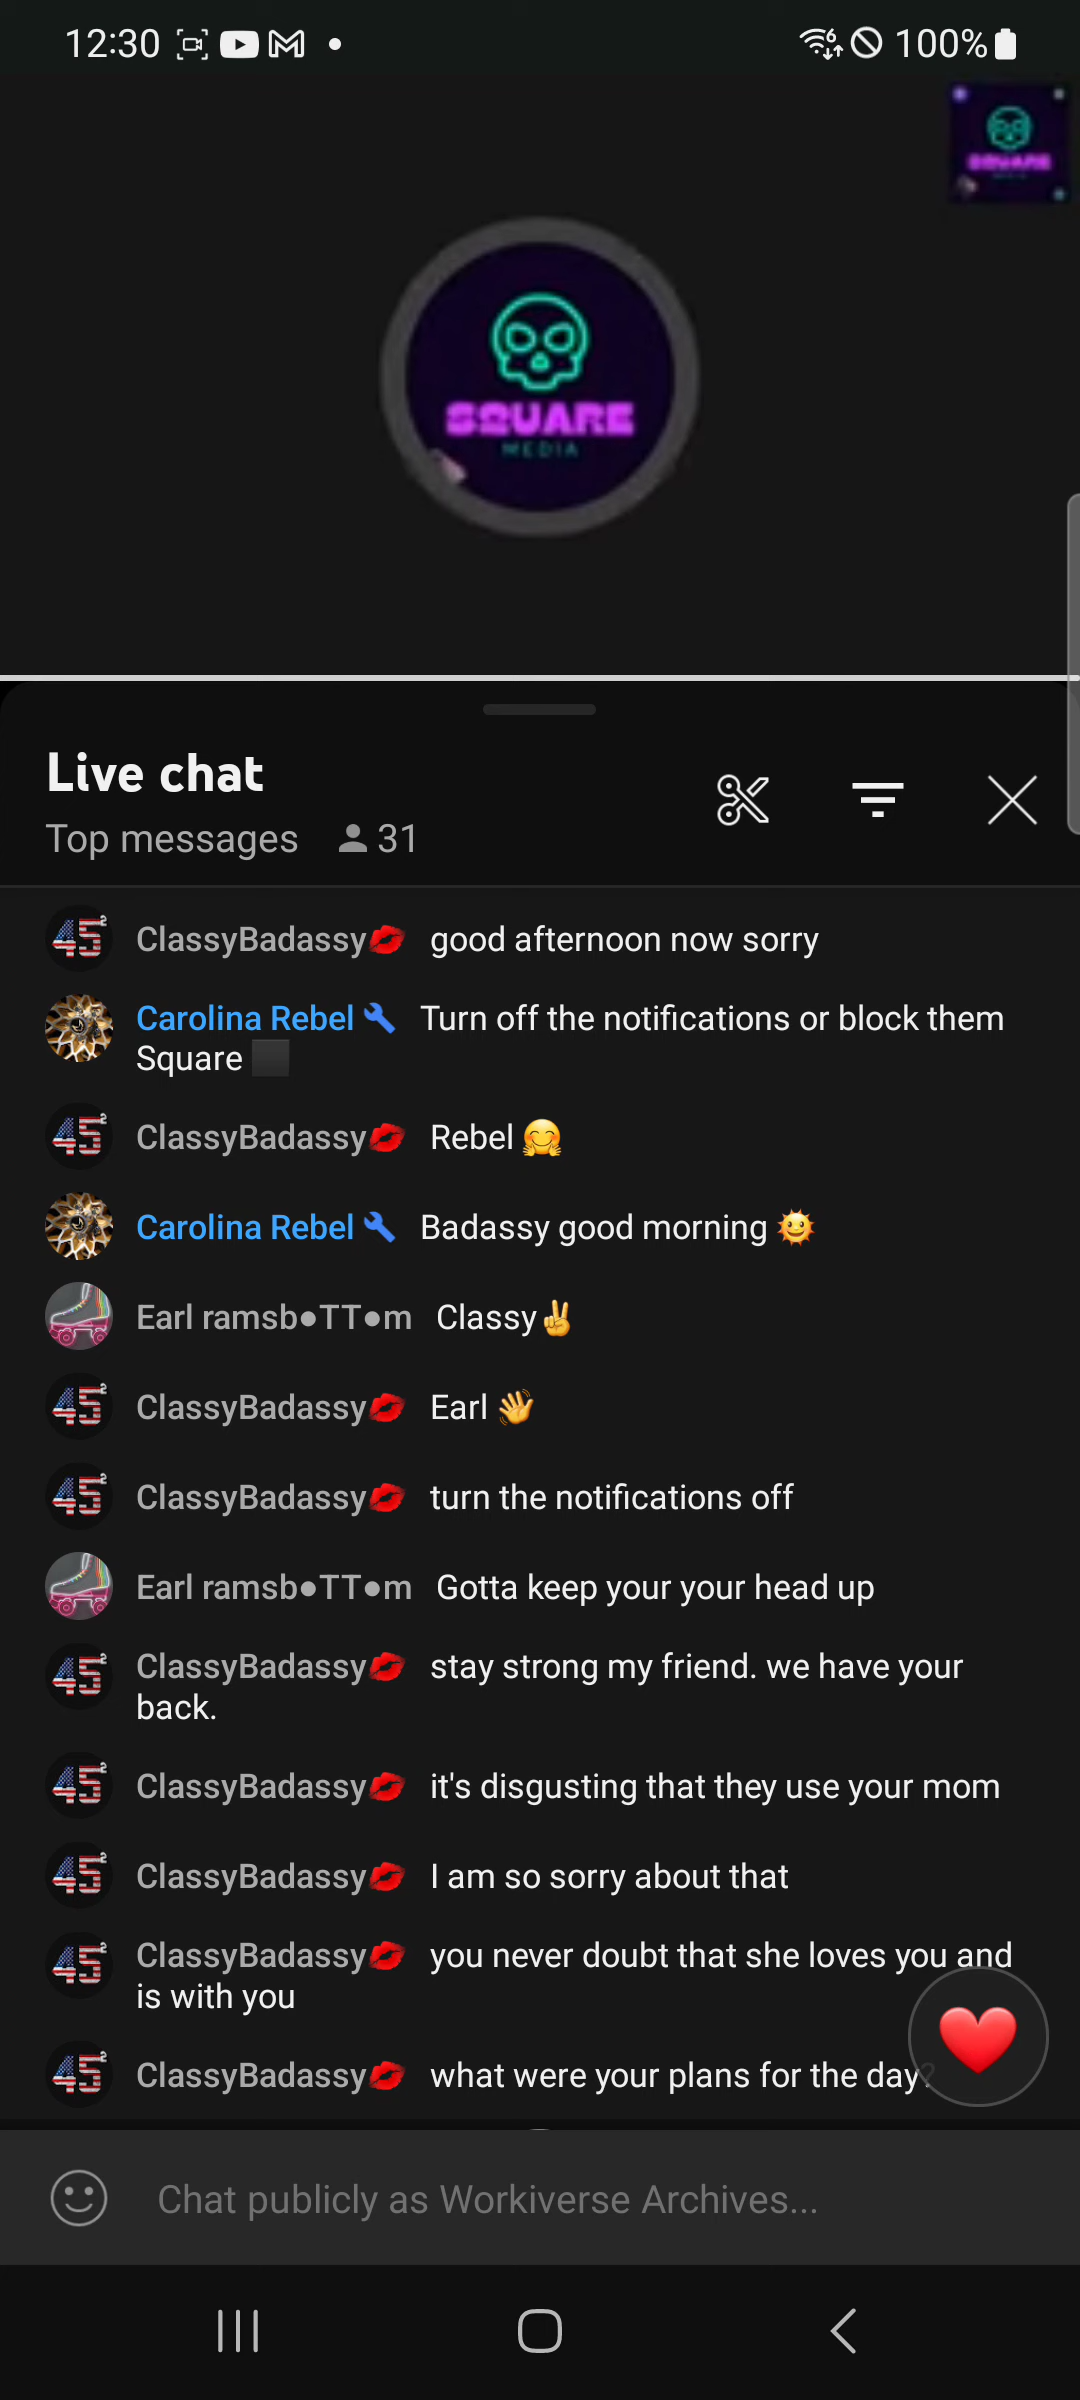 12:30
100%
SQUARE
SQUARE
MEDIA
Live chat
Top messages 31
ClassyBadassy💋 good afternoon now sorry
Carolina Rebel 🔧 Turn off the notifications or block them
Square ⬛
ClassyBadassy💋 Rebel 🤗
Carolina Rebel 🔧 Badassy good morning 🌞
Earl ramsb●TT●m Classy✌️
ClassyBadassy💋 Earl 👋
ClassyBadassy💋 turn the notifications off
Earl ramsb●TT●m Gotta keep your your head up
ClassyBadassy💋 stay strong my friend. we have your
back.
ClassyBadassy💋 it's disgusting that they use your mom
ClassyBadassy💋 I am so sorry about that
ClassyBadassy💋 you never doubt that she loves you and
is with you
ClassyBadassy💋 what were your plans for the day?
Chat publicly as Workiverse Archives...